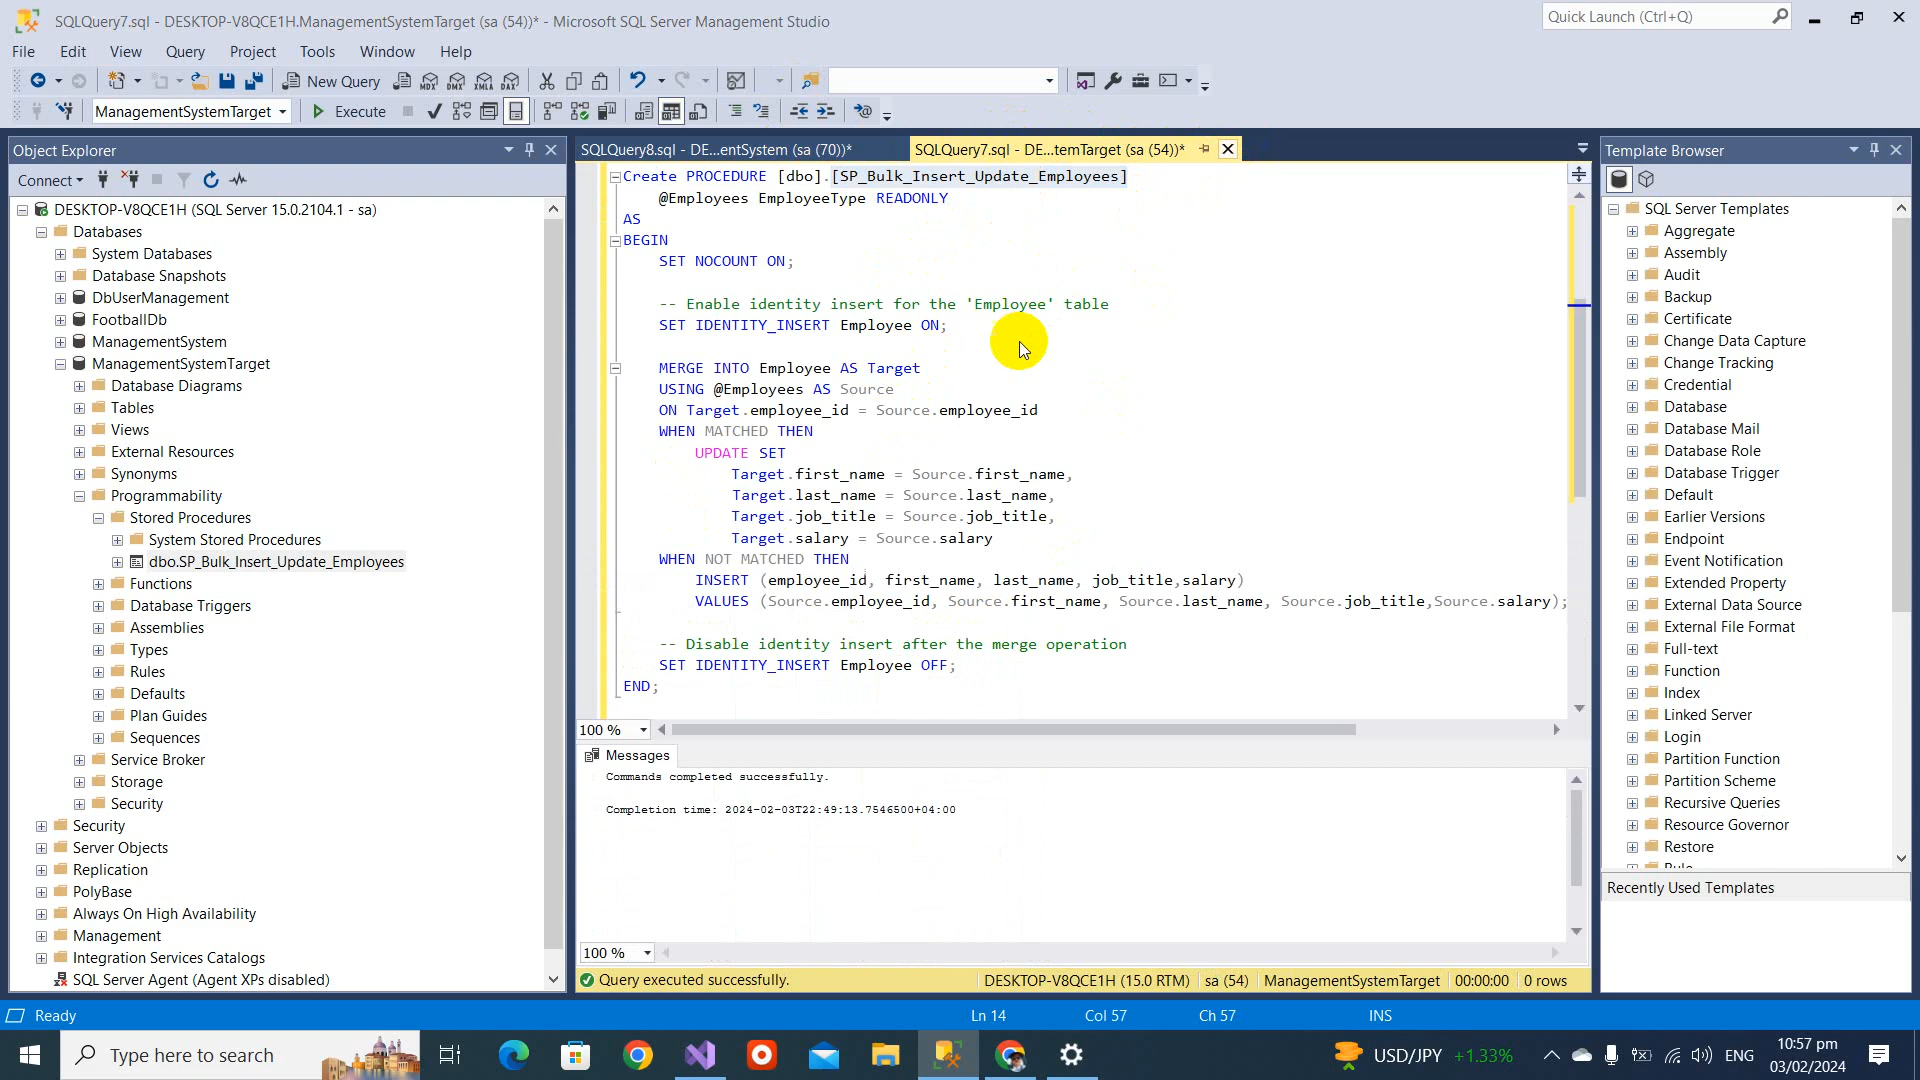 SQLQuery7.sql - DESKTOP-V8QCE1H.ManagementSystemTarget (sa (54))* - Microsoft SQL Server Management Studio
Quick Launch (Ctrl+Q)
File Edit View Query Project Tools Window Help
New Query
MDX DMX XMLA DAX
ManagementSystemTarget
Execute
Object Explorer
Connect
DESKTOP-V8QCE1H (SQL Server 15.0.2104.1 - sa)
Databases
System Databases
Database Snapshots
DbUserManagement
FootballDb
ManagementSystem
ManagementSystemTarget
Database Diagrams
Tables
Views
External Resources
Synonyms
Programmability
Stored Procedures
System Stored Procedures
dbo.SP_Bulk_Insert_Update_Employees
Functions
Database Triggers
Assemblies
Types
Rules
Defaults
Plan Guides
Sequences
Service Broker
Storage
Security
Security
Server Objects
Replication
PolyBase
Always On High Availability
Management
Integration Services Catalogs
SQL Server Agent (Agent XPs disabled)
SQLQuery8.sql - DE...entSystem (sa (70))*
SQLQuery7.sql - DE...temTarget (sa (54))*
Create PROCEDURE [dbo].[SP_Bulk_Insert_Update_Employees]
@Employees EmployeeType READONLY
AS
BEGIN
SET NOCOUNT ON;
-- Enable identity insert for the 'Employee' table
SET IDENTITY_INSERT Employee ON;
MERGE INTO Employee AS Target
USING @Employees AS Source
ON Target.employee_id = Source.employee_id
WHEN MATCHED THEN
UPDATE SET
Target.first_name = Source.first_name,
Target.last_name = Source.last_name,
Target.job_title = Source.job_title,
Target.salary = Source.salary
WHEN NOT MATCHED THEN
INSERT (employee_id, first_name, last_name, job_title,salary)
VALUES (Source.employee_id, Source.first_name, Source.last_name, Source.job_title,Source.salary);
-- Disable identity insert after the merge operation
SET IDENTITY_INSERT Employee OFF;
END;
100 %
Messages
Commands completed successfully.
Completion time: 2024-02-03T22:49:13.7546500+04:00
100 %
Query executed successfully.
DESKTOP-V8QCE1H (15.0 RTM) sa (54) ManagementSystemTarget 00:00:00 0 rows
Template Browser
SQL Server Templates
Aggregate
Assembly
Audit
Backup
Certificate
Change Data Capture
Change Tracking
Credential
Database
Database Mail
Database Role
Database Trigger
Default
Earlier Versions
Endpoint
Event Notification
Extended Property
External Data Source
External File Format
Full-text
Function
Index
Linked Server
Login
Partition Function
Partition Scheme
Recursive Queries
Resource Governor
Restore
Recently Used Templates
Ready
Ln 14 Col 57 Ch 57 INS
Type here to search
USD/JPY +1.33%
ENG
10:57 pm
03/02/2024